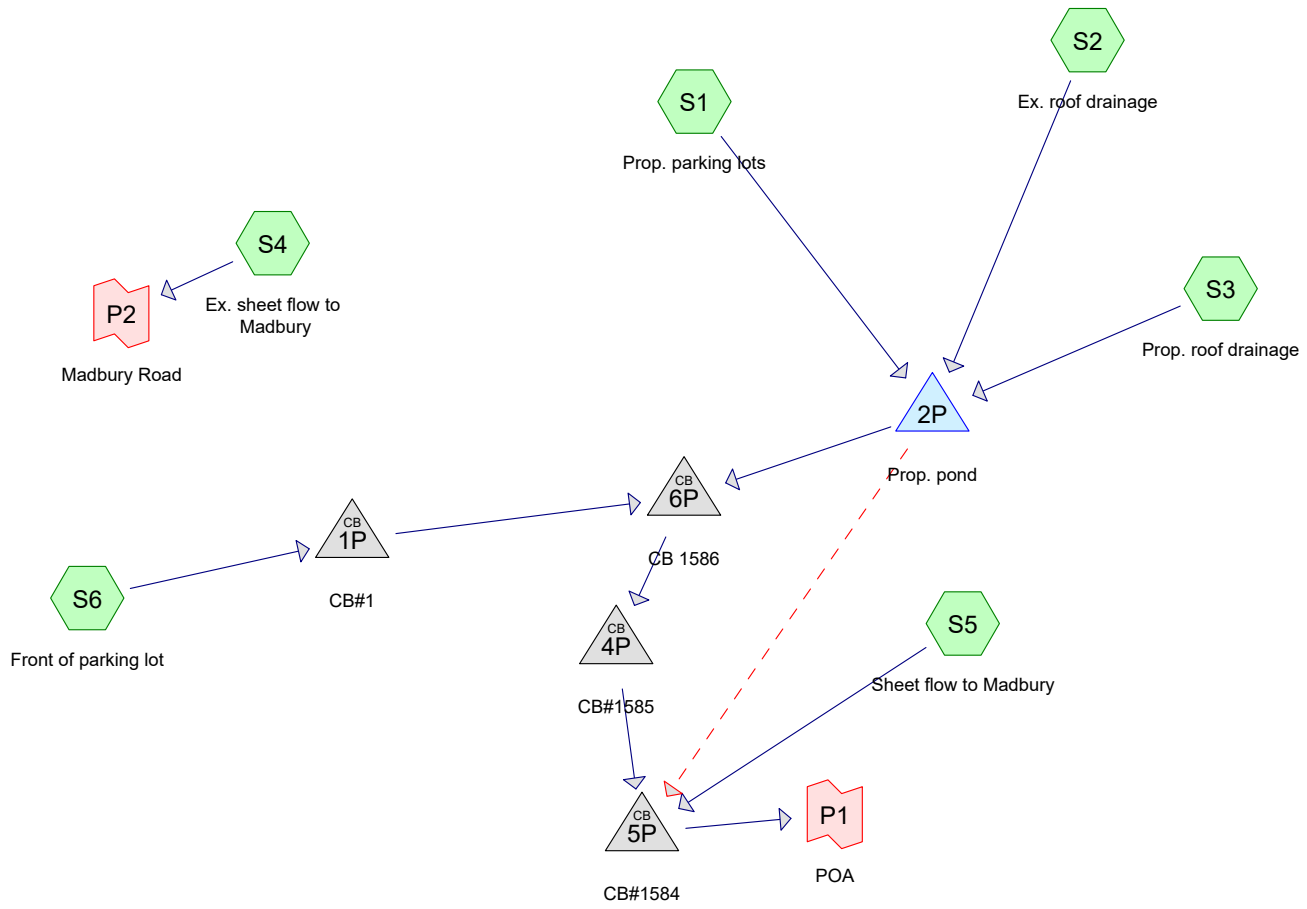 S2
Ex. roof drainage
S1
Prop. parking lots
S4
Ex. sheet flow to
Madbury
P2
Madbury Road
S3
Prop. roof drainage
2P
Prop. pond
CB
6P
CB 1586
CB
1P
CB#1
S6
Front of parking lot
CB
4P
CB#1585
S5
Sheet flow to Madbury
CB
5P
CB#1584
P1
POA